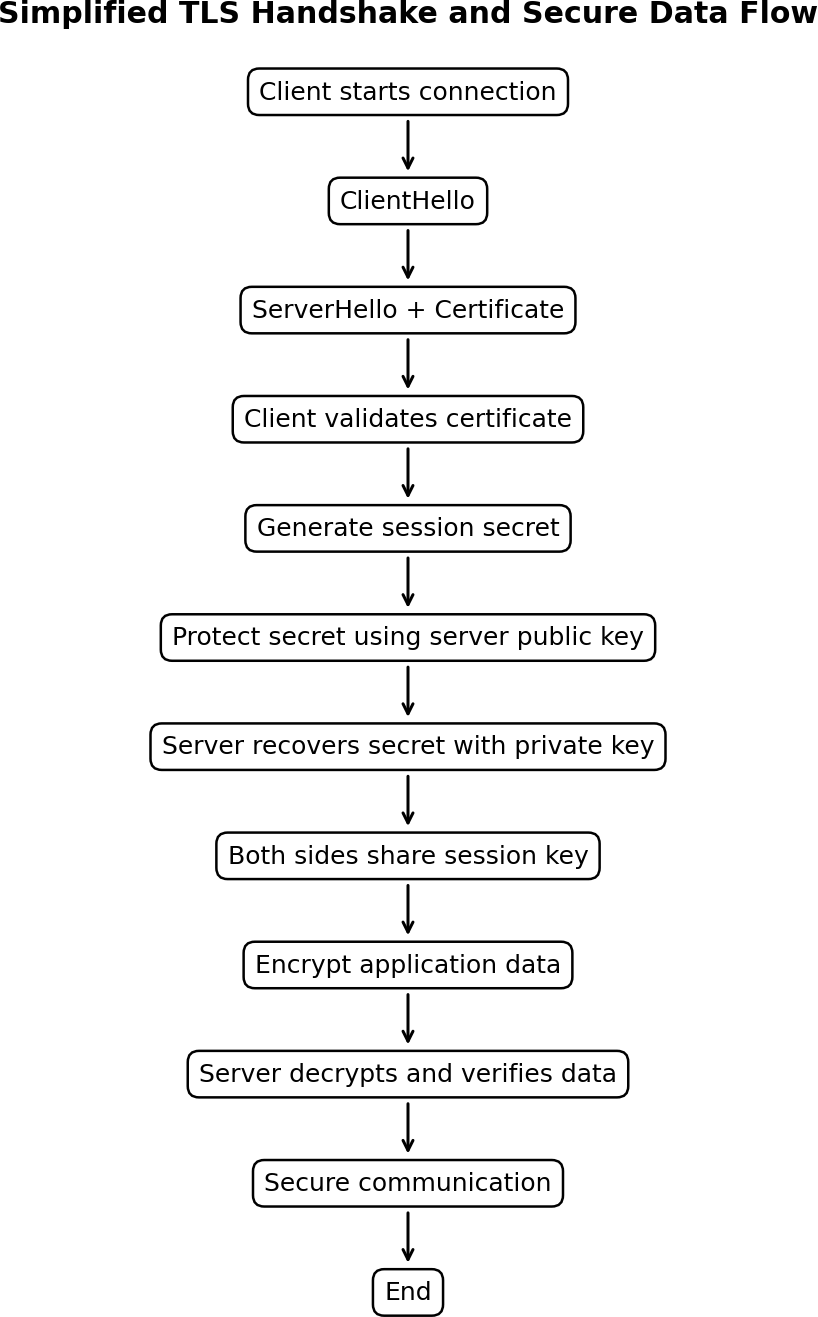 Simplified TLS Handshake and Secure Data Flow
Client starts connection
ClientHello
ServerHello + Certificate
Client validates certificate
Generate session secret
Protect secret using server public key
Server recovers secret with private key
Both sides share session key
Encrypt application data
Server decrypts and verifies data
Secure communication
End